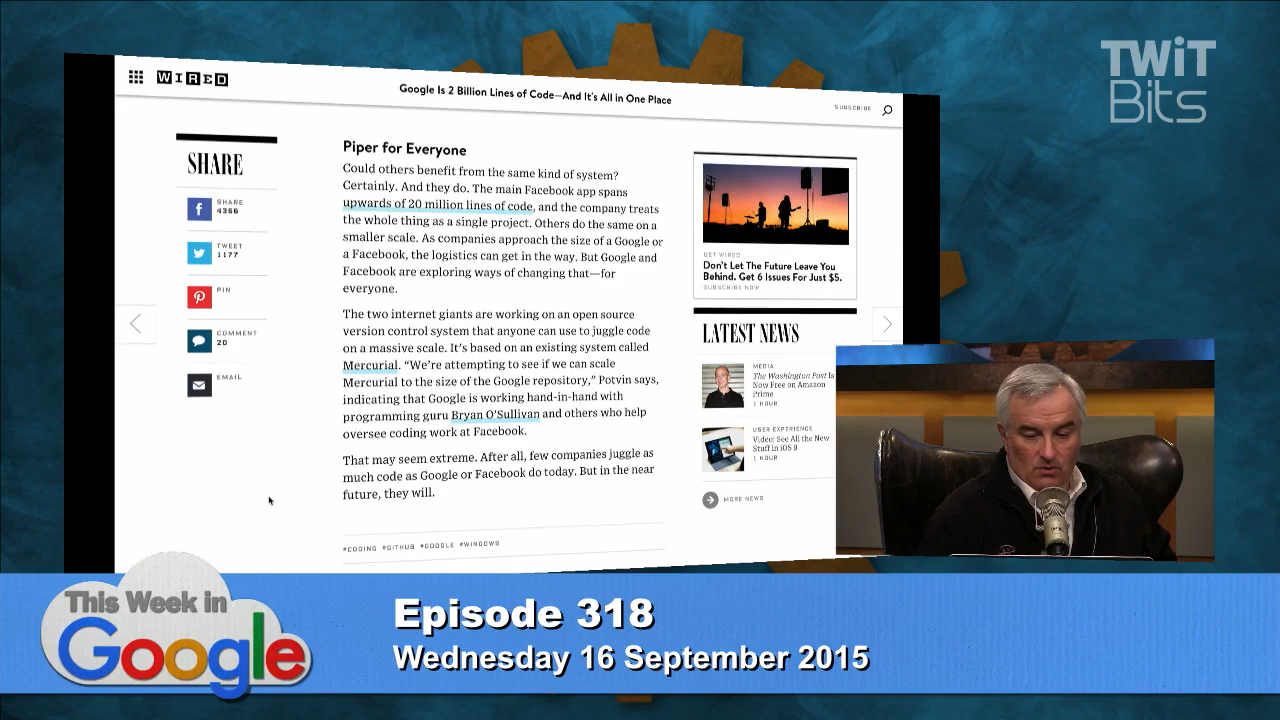 TWiT
Bits
WIRED
Google Is 2 Billion Lines of Code—And It's All in One Place
SUBSCRIBE
SHARE
SHARE
4366
TWEET
1177
PIN
COMMENT
20
EMAIL
Piper for Everyone
Could others benefit from the same kind of system?
Certainly. And they do. The main Facebook app spans
upwards of 20 million lines of code, and the company treats
the whole thing as a single project. Others do the same on a
smaller scale. As companies approach the size of a Google or
a Facebook, the logistics can get in the way. But Google and
Facebook are exploring ways of changing that—for
everyone.
The two internet giants are working on an open source
version control system that anyone can use to juggle code
on a massive scale. It's based on an existing system called
Mercurial. “We're attempting to see if we can scale
Mercurial to the size of the Google repository,” Potvin says,
indicating that Google is working hand-in-hand with
programming guru Bryan O'Sullivan and others who help
oversee coding work at Facebook.
That may seem extreme. After all, few companies juggle as
much code as Google or Facebook do today. But in the near
future, they will.
#CODING #GITHUB #GOOGLE #WINDOWS
GET WIRED
Don't Let The Future Leave You
Behind. Get 6 Issues For Just $5.
SUBSCRIBE NOW
LATEST NEWS
MEDIA
The Washington Post Is
Now Free on Amazon
Prime
1 HOUR
UBER EXPERIENCE
Video: See All the New
Stuff in iOS 9
1 HOUR
MORE NEWS
This Week in
Google
Episode 318
Wednesday 16 September 2015